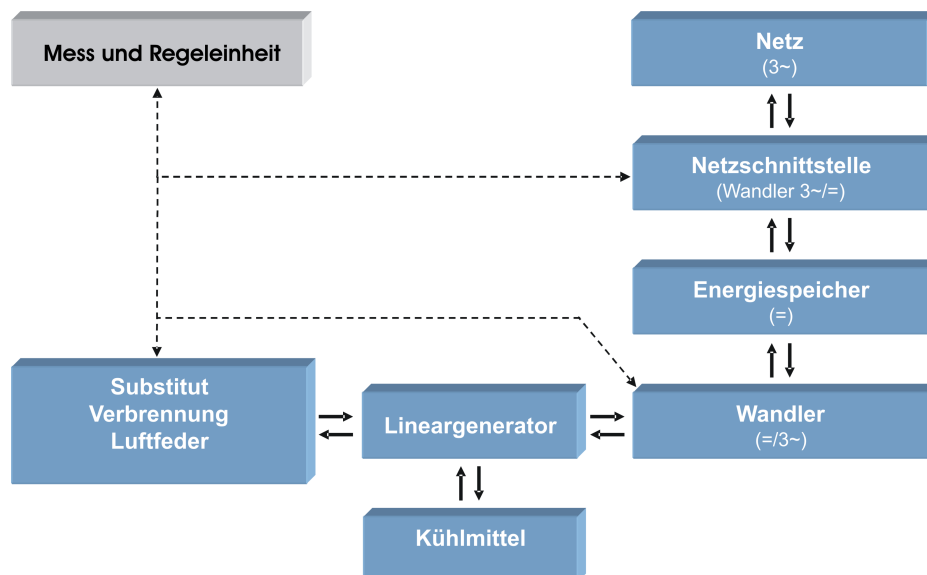 Mess und Regeleinheit
Netz
(3~)
Netzschnittstelle
(Wandler 3~/=)
Energiespeicher
(=)
Substitut
Verbrennung
Luftfeder
Lineargenerator
Wandler
(=/3~)
Kühlmittel